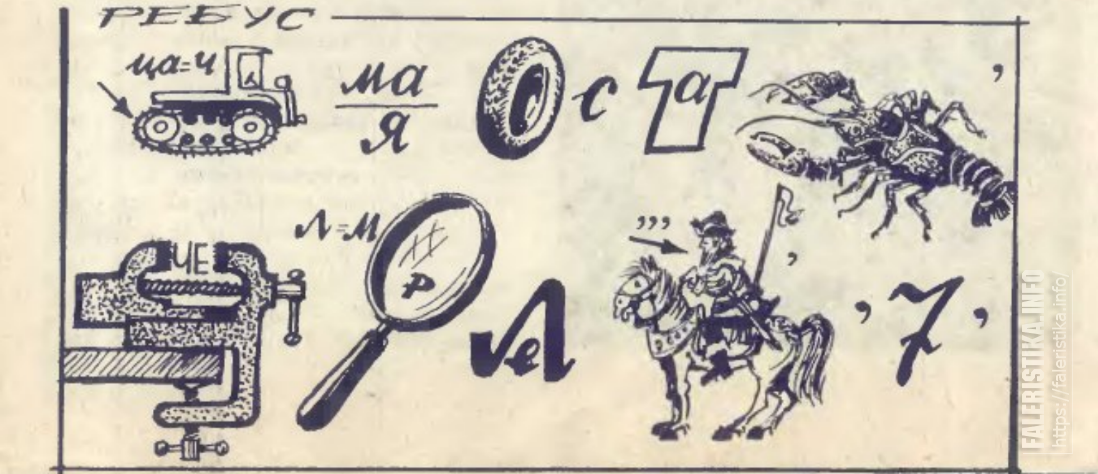 РЕБУС
ца=ч
ма
я
с
Т
а
,
ЧЕ
л=м
р
л
е
,,,
,
, 7 ,
FALERISTIKA.INFO
https://faleristika.info